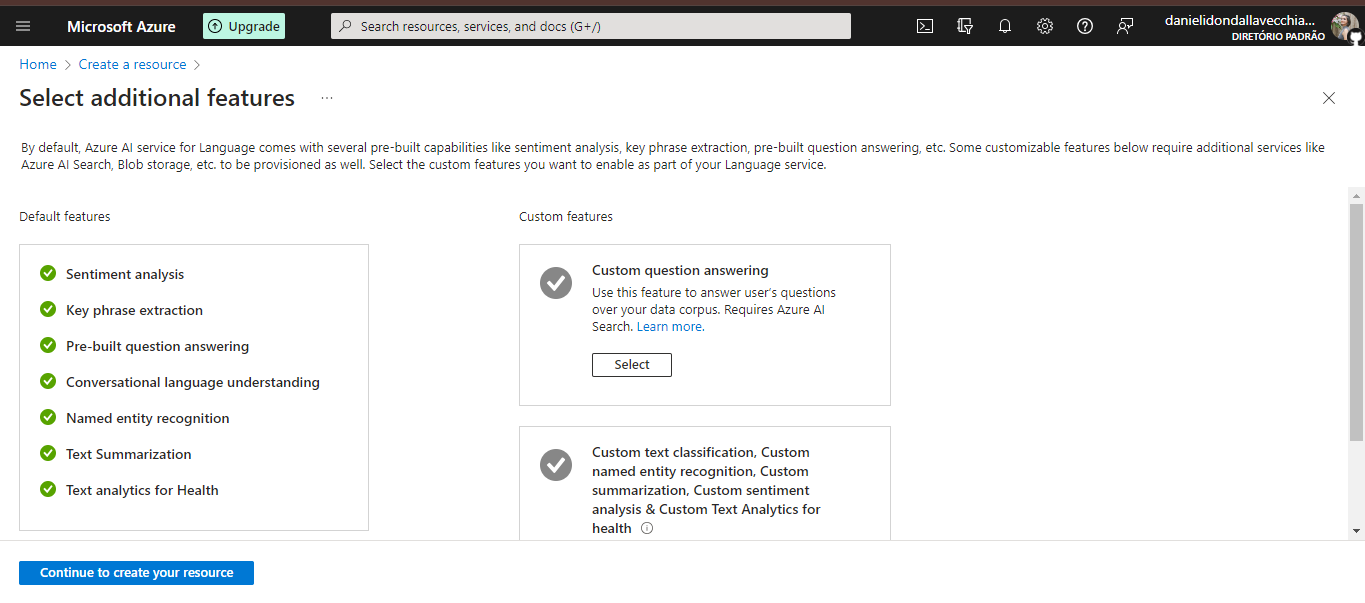 Microsoft Azure
Upgrade
Search resources, services, and docs (G+/)
danielidondallavecchia...
DIRETÓRIO PADRÃO
Home > Create a resource >
Select additional features ...
By default, Azure AI service for Language comes with several pre-built capabilities like sentiment analysis, key phrase extraction, pre-built question answering, etc. Some customizable features below require additional services like
Azure AI Search, Blob storage, etc. to be provisioned as well. Select the custom features you want to enable as part of your Language service.
Default features
Sentiment analysis
Key phrase extraction
Pre-built question answering
Conversational language understanding
Named entity recognition
Text Summarization
Text analytics for Health
Custom features
Custom question answering
Use this feature to answer user's questions
over your data corpus. Requires Azure AI
Search. Learn more.
Select
Custom text classification, Custom
named entity recognition, Custom
summarization, Custom sentiment
analysis & Custom Text Analytics for
health
Continue to create your resource